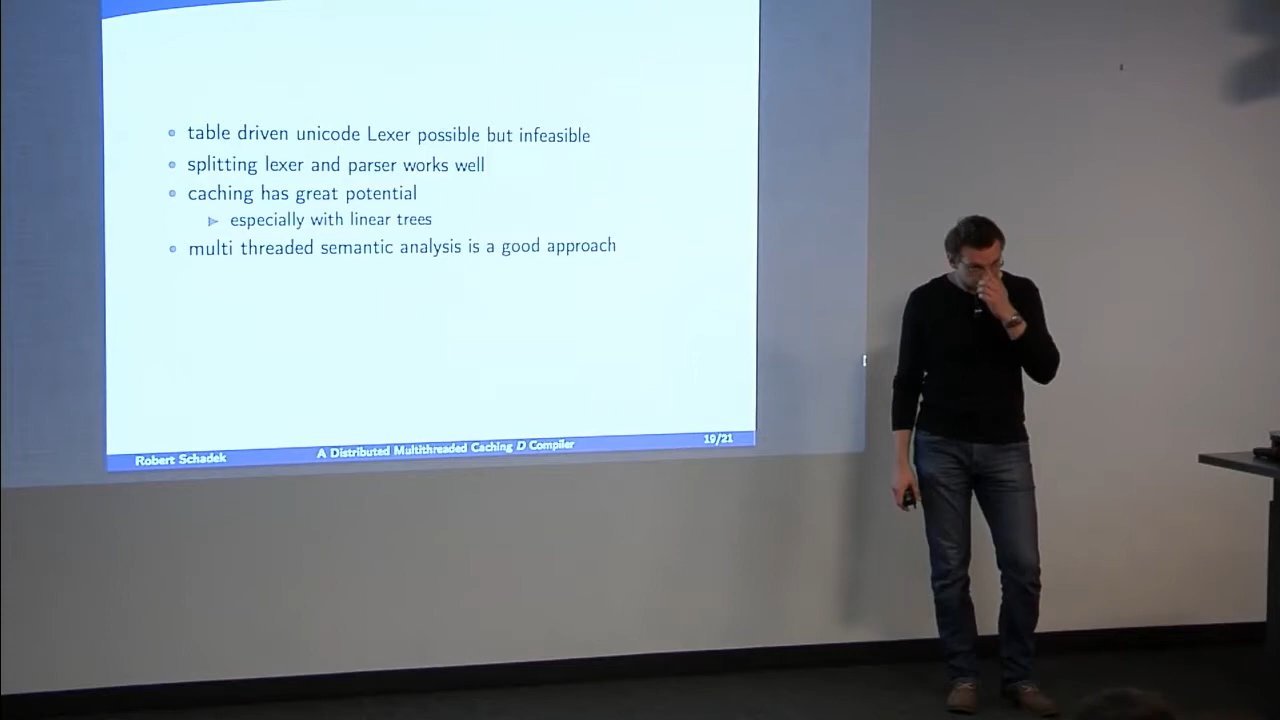 table driven unicode Lexer possible but infeasible
splitting lexer and parser works well
caching has great potential
especially with linear trees
multi threaded semantic analysis is a good approach
Robert Schadek A Distributed Multithreaded Caching D Compiler 19/21